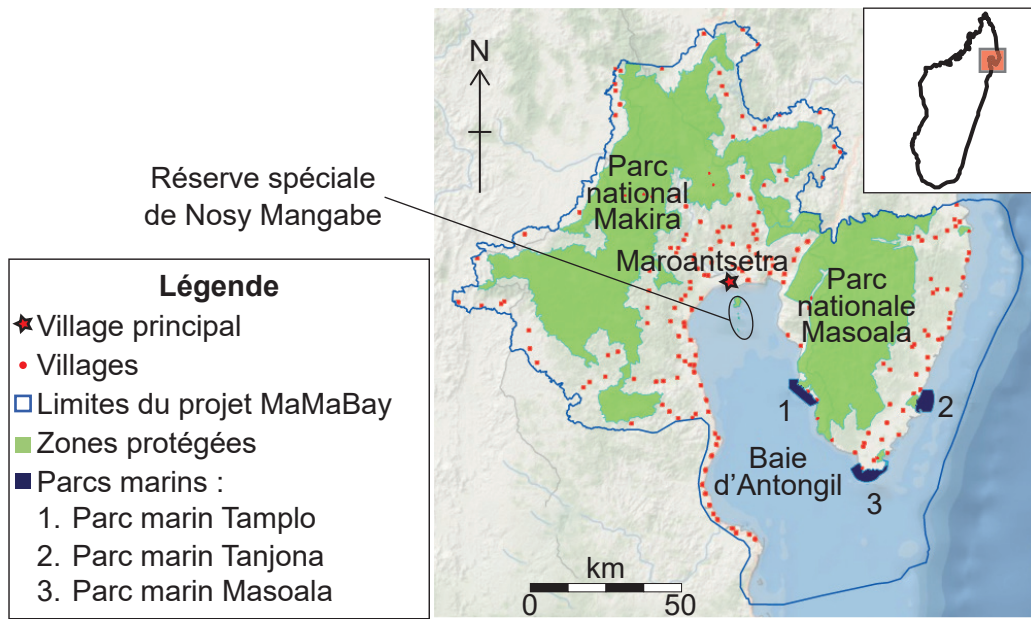 N
Réserve spéciale
de Nosy Mangabe
Parc
national
Makira
Maroantsetra
Parc
nationale
Masoala
Légende
Village principal
Villages
Limites du projet MaMaBay
Zones protégées
Parcs marins :
1. Parc marin Tamplo
2. Parc marin Tanjona
3. Parc marin Masoala
1
2
3
Baie
d'Antongil
km
0 50